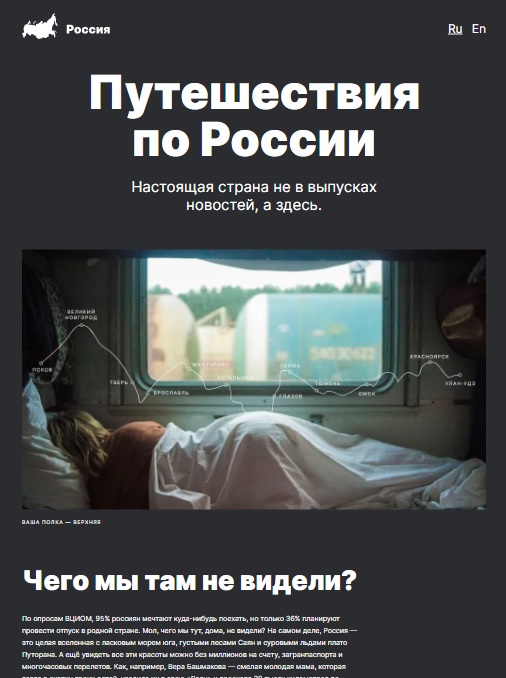 Россия
Ru En
Путешествия
по России
Настоящая страна не в выпусках
новостей, а здесь.
ВЕЛИКИЙ
НОВГОРОД
ПСКОВ
ТВЕРЬ
ЯРОСЛАВЛЬ
МАНТУРОВО
КОТЕЛЬНИЧ
ГЛАЗОВ
ПЕРМЬ
ТЮМЕНЬ
ОМСК
КРАСНОЯРСК
УЛАН-УДЭ
ВАША ПОЛКА — ВЕРХНЯЯ
Чего мы там не видели?
По опросам ВЦИОМ, 95% россиян мечтают куда-нибудь поехать, но только 36% планируют
провести отпуск в родной стране. Мол, чего мы тут, дома, не видели? На самом деле, Россия —
это целая вселенная с ласковым морем юга, густыми лесами Саян и суровыми льдами плато
Путорана. А ещё увидеть все эти красоты можно без миллионов на счету, загранпаспорта и
многочасовых перелетов. Как, например, Вера Башмакова — смелая молодая мама, которая